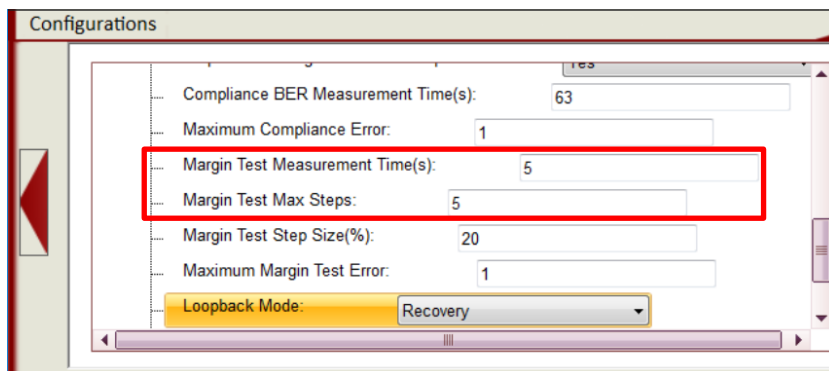 Configurations
Yes
Compliance BER Measurement Time(s): 63
Maximum Compliance Error: 1
Margin Test Measurement Time(s): 5
Margin Test Max Steps: 5
Margin Test Step Size(%): 20
Maximum Margin Test Error: 1
Loopback Mode: Recovery